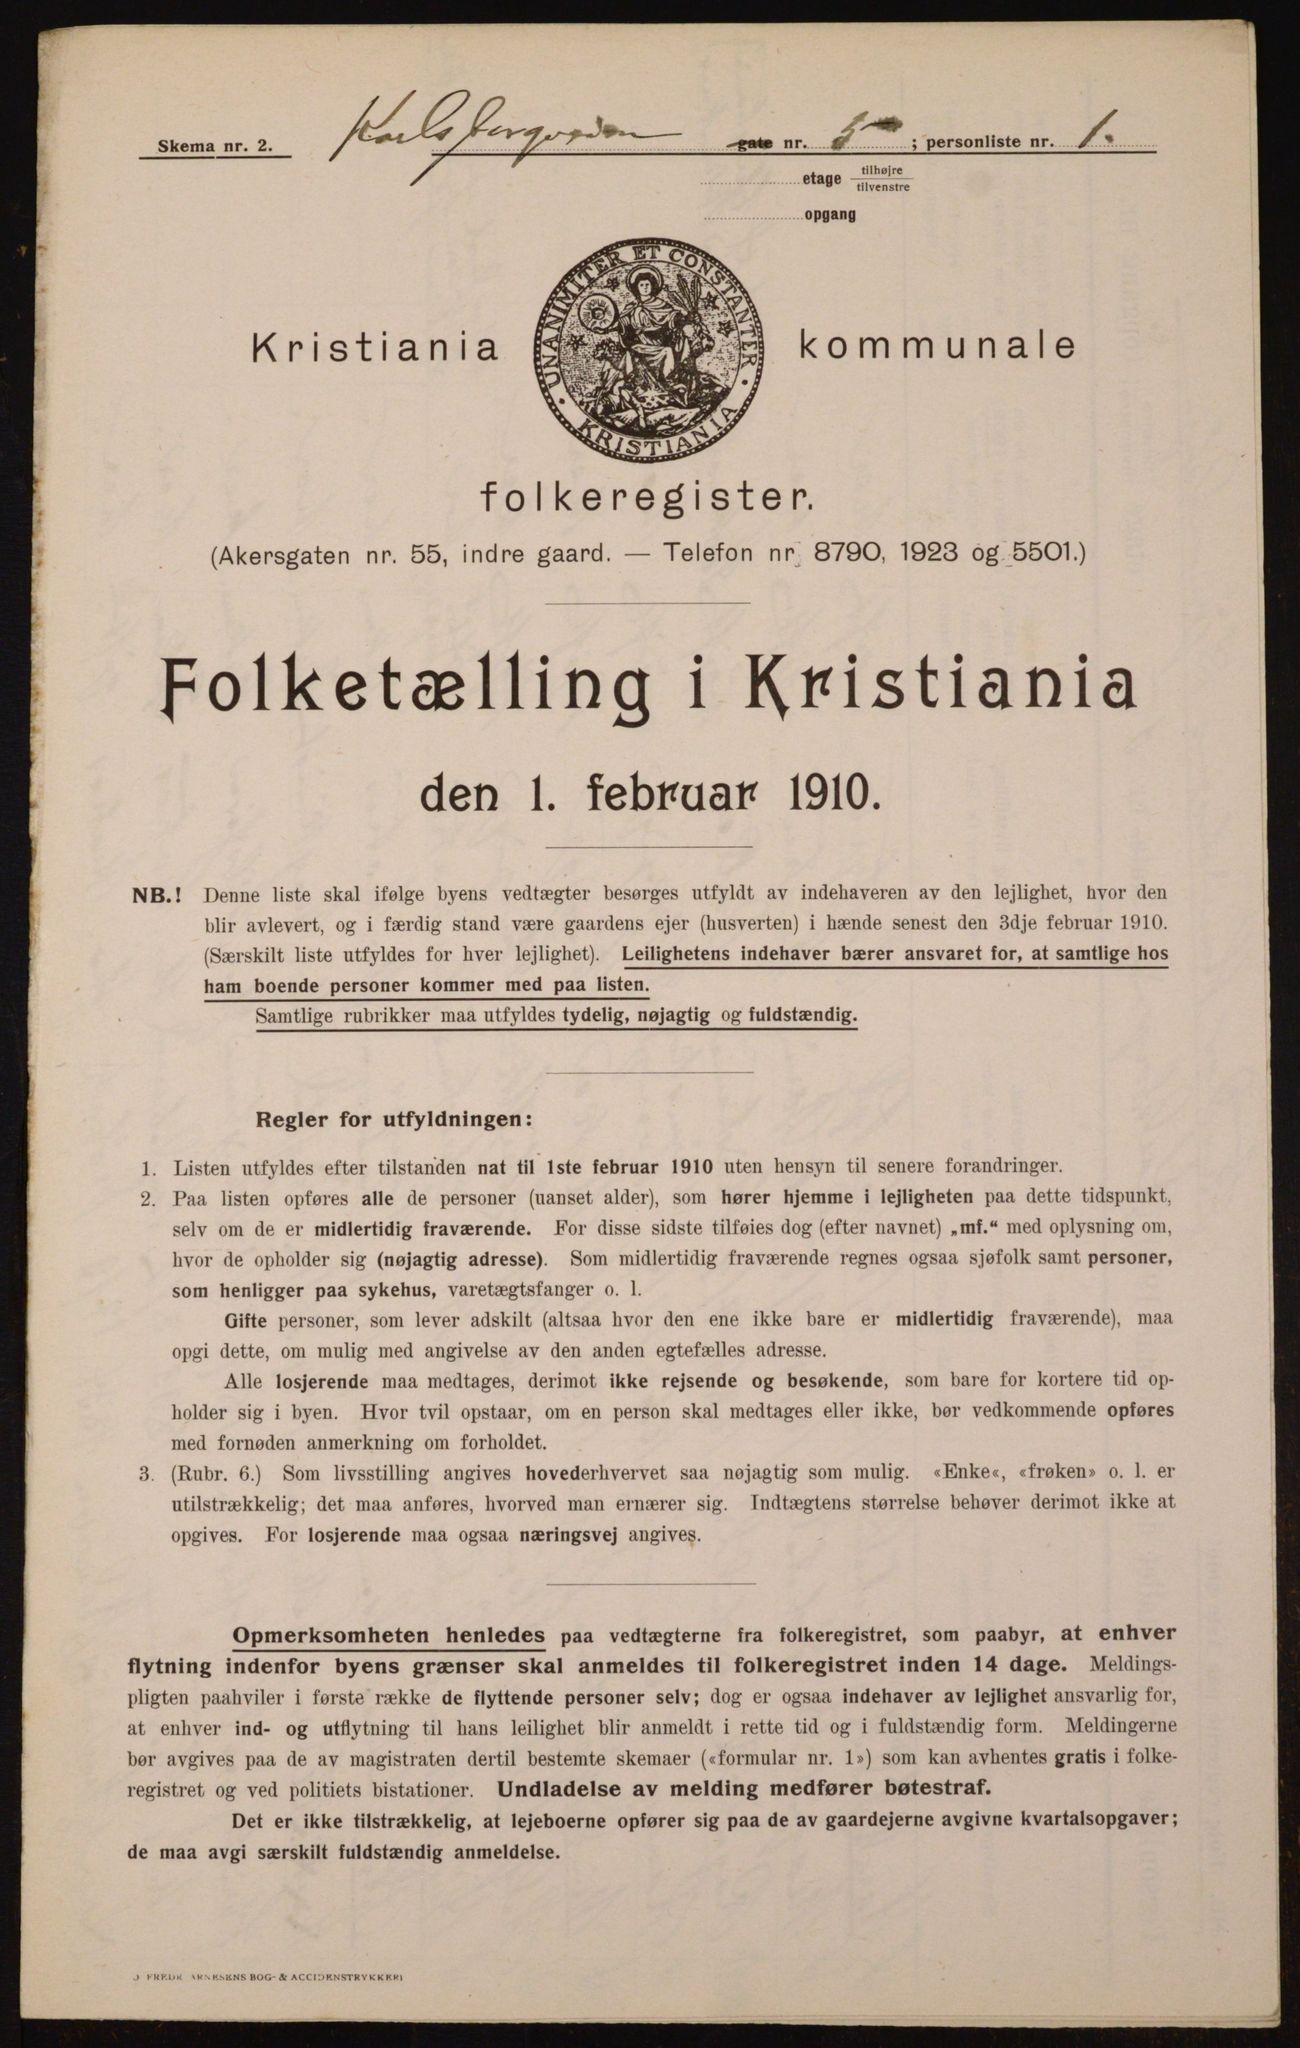 Skema nr. 2. Karlsborgveien gate nr. 5 ; personliste nr. 1.
etage tilhøjre
tilvenstre
opgang
UNANIMITER ET CONSTANTER
KRISTIANIA
Kristiania kommunale
folkeregister.
(Akersgaten nr. 55, indre gaard. — Telefon nr. 8790, 1923 og 5501.)
Folketælling i Kristiania
den 1. februar 1910.
NB.! Denne liste skal ifølge byens vedtægter besørges utfyldt av indehaveren av den lejlighet, hvor den
blir avlevert, og i færdig stand være gaardens ejer (husverten) i hænde senest den 3dje februar 1910.
(Særskilt liste utfyldes for hver lejlighet). Leilighetens indehaver bærer ansvaret for, at samtlige hos
ham boende personer kommer med paa listen.
Samtlige rubrikker maa utfyldes tydelig, nøjagtig og fuldstændig.
Regler for utfyldningen:
1. Listen utfyldes efter tilstanden nat til 1ste februar 1910 uten hensyn til senere forandringer.
2. Paa listen opføres alle de personer (uanset alder), som hører hjemme i lejligheten paa dette tidspunkt,
selv om de er midlertidig fraværende. For disse sidste tilføies dog (efter navnet) „mf.“ med oplysning om,
hvor de opholder sig (nøjagtig adresse). Som midlertidig fraværende regnes ogsaa sjøfolk samt personer,
som henligger paa sykehus, varetægtsfanger o. l.
Gifte personer, som lever adskilt (altsaa hvor den ene ikke bare er midlertidig fraværende), maa
opgi dette, om mulig med angivelse av den anden egtefælles adresse.
Alle losjerende maa medtages, derimot ikke rejsende og besøkende, som bare for kortere tid op-
holder sig i byen. Hvor tvil opstaar, om en person skal medtages eller ikke, bør vedkommende opføres
med fornøden anmerkning om forholdet.
3. (Rubr. 6.) Som livsstilling angives hovederhvervet saa nøjagtig som mulig. «Enke«, «frøken» o. l. er
utilstrækkelig; det maa anføres, hvorved man ernærer sig. Indtægtens størrelse behøver derimot ikke at
opgives. For losjerende maa ogsaa næringsvej angives.
Opmerksomheten henledes paa vedtægterne fra folkeregistret, som paabyr, at enhver
flytning indenfor byens grænser skal anmeldes til folkeregistret inden 14 dage. Meldings-
pligten paahviler i første række de flyttende personer selv; dog er ogsaa indehaver av lejlighet ansvarlig for,
at enhver ind- og utflytning til hans leilighet blir anmeldt i rette tid og i fuldstændig form. Meldingerne
bør avgives paa de av magistraten dertil bestemte skemaer («formular nr. 1») som kan avhentes gratis i folke-
registret og ved politiets bistationer. Undladelse av melding medfører bøtestraf.
Det er ikke tilstrækkelig, at lejeboerne opfører sig paa de av gaardejerne avgivne kvartalsopgaver;
de maa avgi særskilt fuldstændig anmeldelse.
J FREDR ARNESENS BOG- & ACCIDENSTRYKKERI